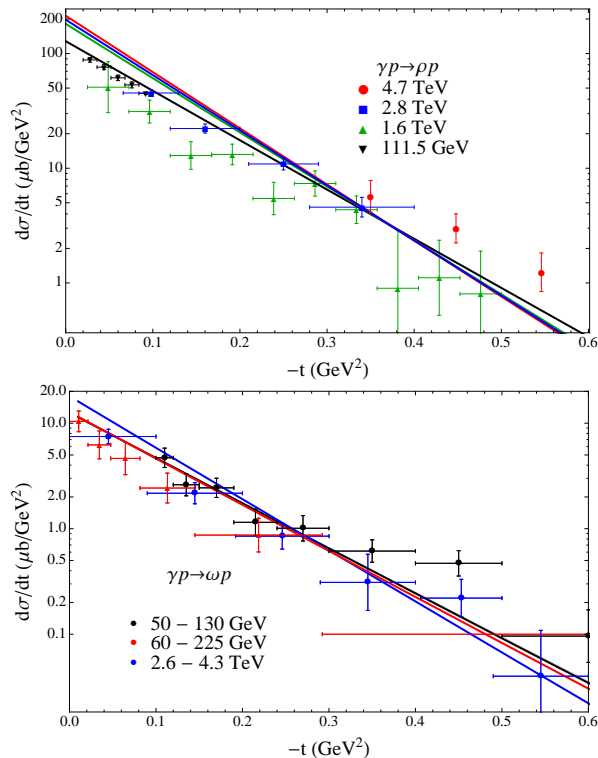 200
100
50
20
10
5
2
1
dσ/dt (μb/GeV²)
γp→ρp
4.7 TeV
2.8 TeV
1.6 TeV
111.5 GeV
0.0 0.1 0.2 0.3 0.4 0.5 0.6
−t (GeV²)
20.0
10.0
5.0
2.0
1.0
0.5
0.1
dσ/dt (μb/GeV²)
γp→ωp
50 − 130 GeV
60 − 225 GeV
2.6 − 4.3 TeV
0.0 0.1 0.2 0.3 0.4 0.5 0.6
−t (GeV²)